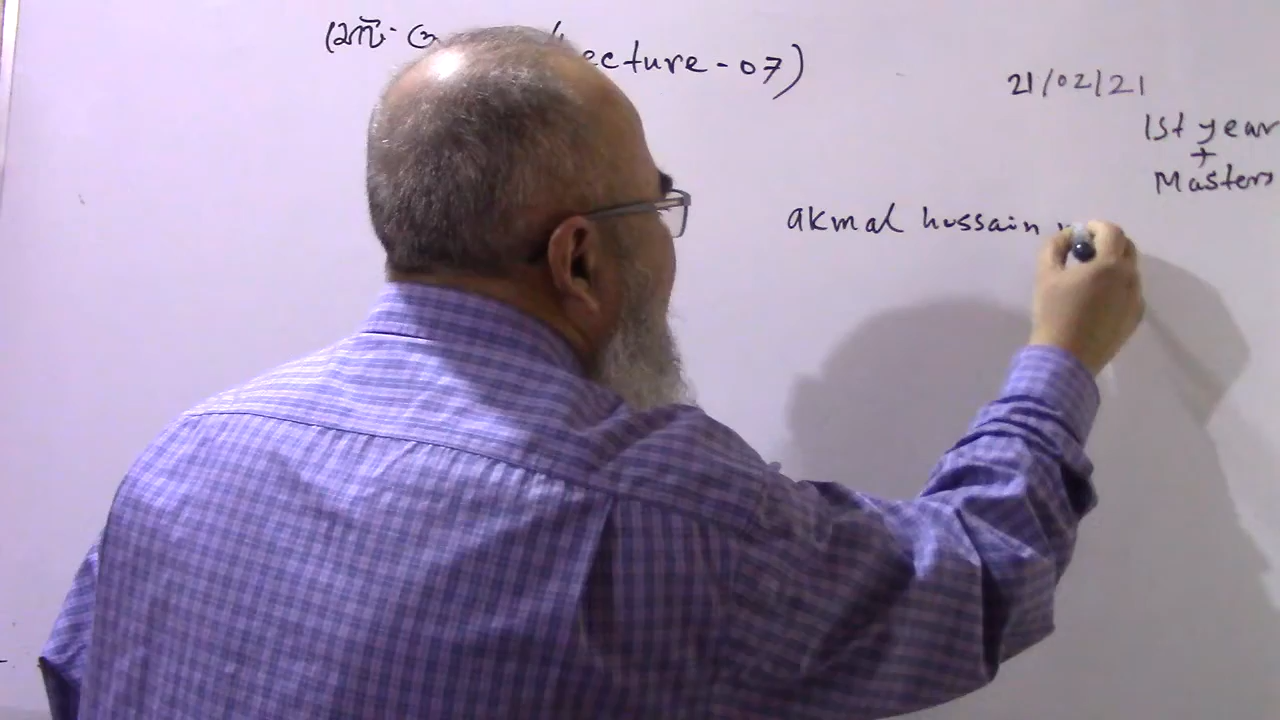 Lecture-07)
21/02/21
1st year
+
Masters
akmal hussain